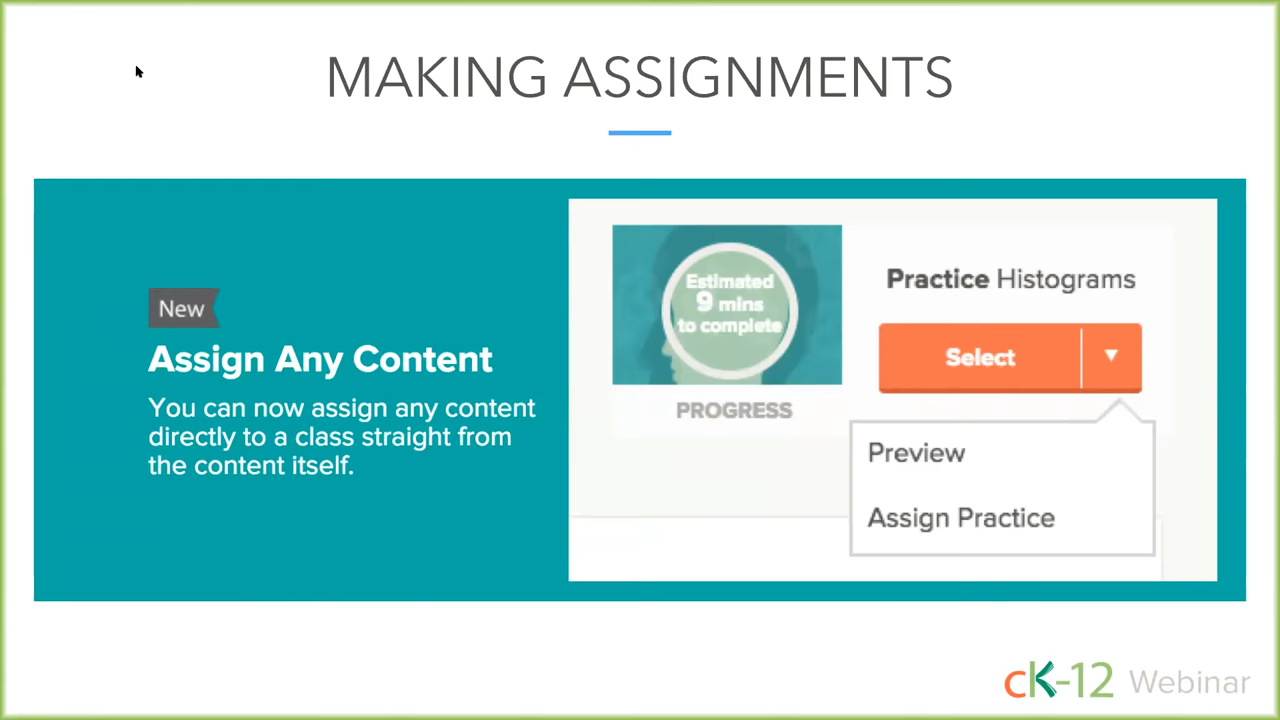 MAKING ASSIGNMENTS
New
Assign Any Content
You can now assign any content
directly to a class straight from
the content itself.
Estimated
9 mins
to complete
PROGRESS
Practice Histograms
Select
Preview
Assign Practice
cK-12 Webinar